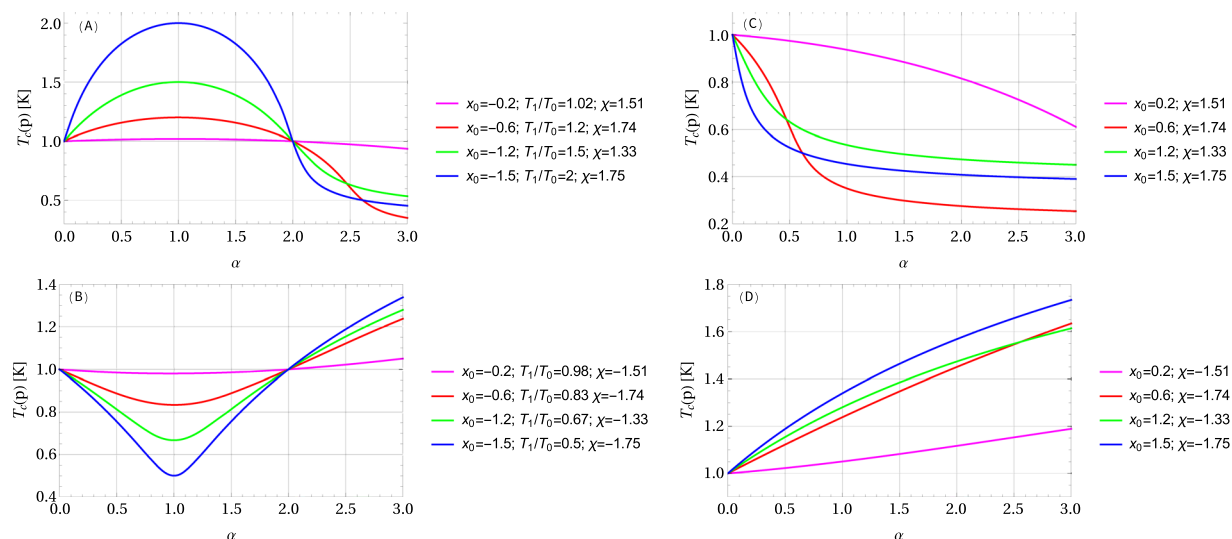 (A)
T_c(p) [K]
2.0
1.5
1.0
0.5
0.0 0.5 1.0 1.5 2.0 2.5 3.0
α
x₀=−0.2; T₁/T₀=1.02; χ=1.51
x₀=−0.6; T₁/T₀=1.2; χ=1.74
x₀=−1.2; T₁/T₀=1.5; χ=1.33
x₀=−1.5; T₁/T₀=2; χ=1.75
(C)
T_c(p) [K]
1.0
0.8
0.6
0.4
0.2
0.0 0.5 1.0 1.5 2.0 2.5 3.0
α
x₀=0.2; χ=1.51
x₀=0.6; χ=1.74
x₀=1.2; χ=1.33
x₀=1.5; χ=1.75
(B)
T_c(p) [K]
1.4
1.2
1.0
0.8
0.6
0.4
0.0 0.5 1.0 1.5 2.0 2.5 3.0
α
x₀=−0.2; T₁/T₀=0.98; χ=−1.51
x₀=−0.6; T₁/T₀=0.83; χ=−1.74
x₀=−1.2; T₁/T₀=0.67; χ=−1.33
x₀=−1.5; T₁/T₀=0.5; χ=−1.75
(D)
T_c(p) [K]
1.8
1.6
1.4
1.2
1.0
0.0 0.5 1.0 1.5 2.0 2.5 3.0
α
x₀=0.2; χ=−1.51
x₀=0.6; χ=−1.74
x₀=1.2; χ=−1.33
x₀=1.5; χ=−1.75